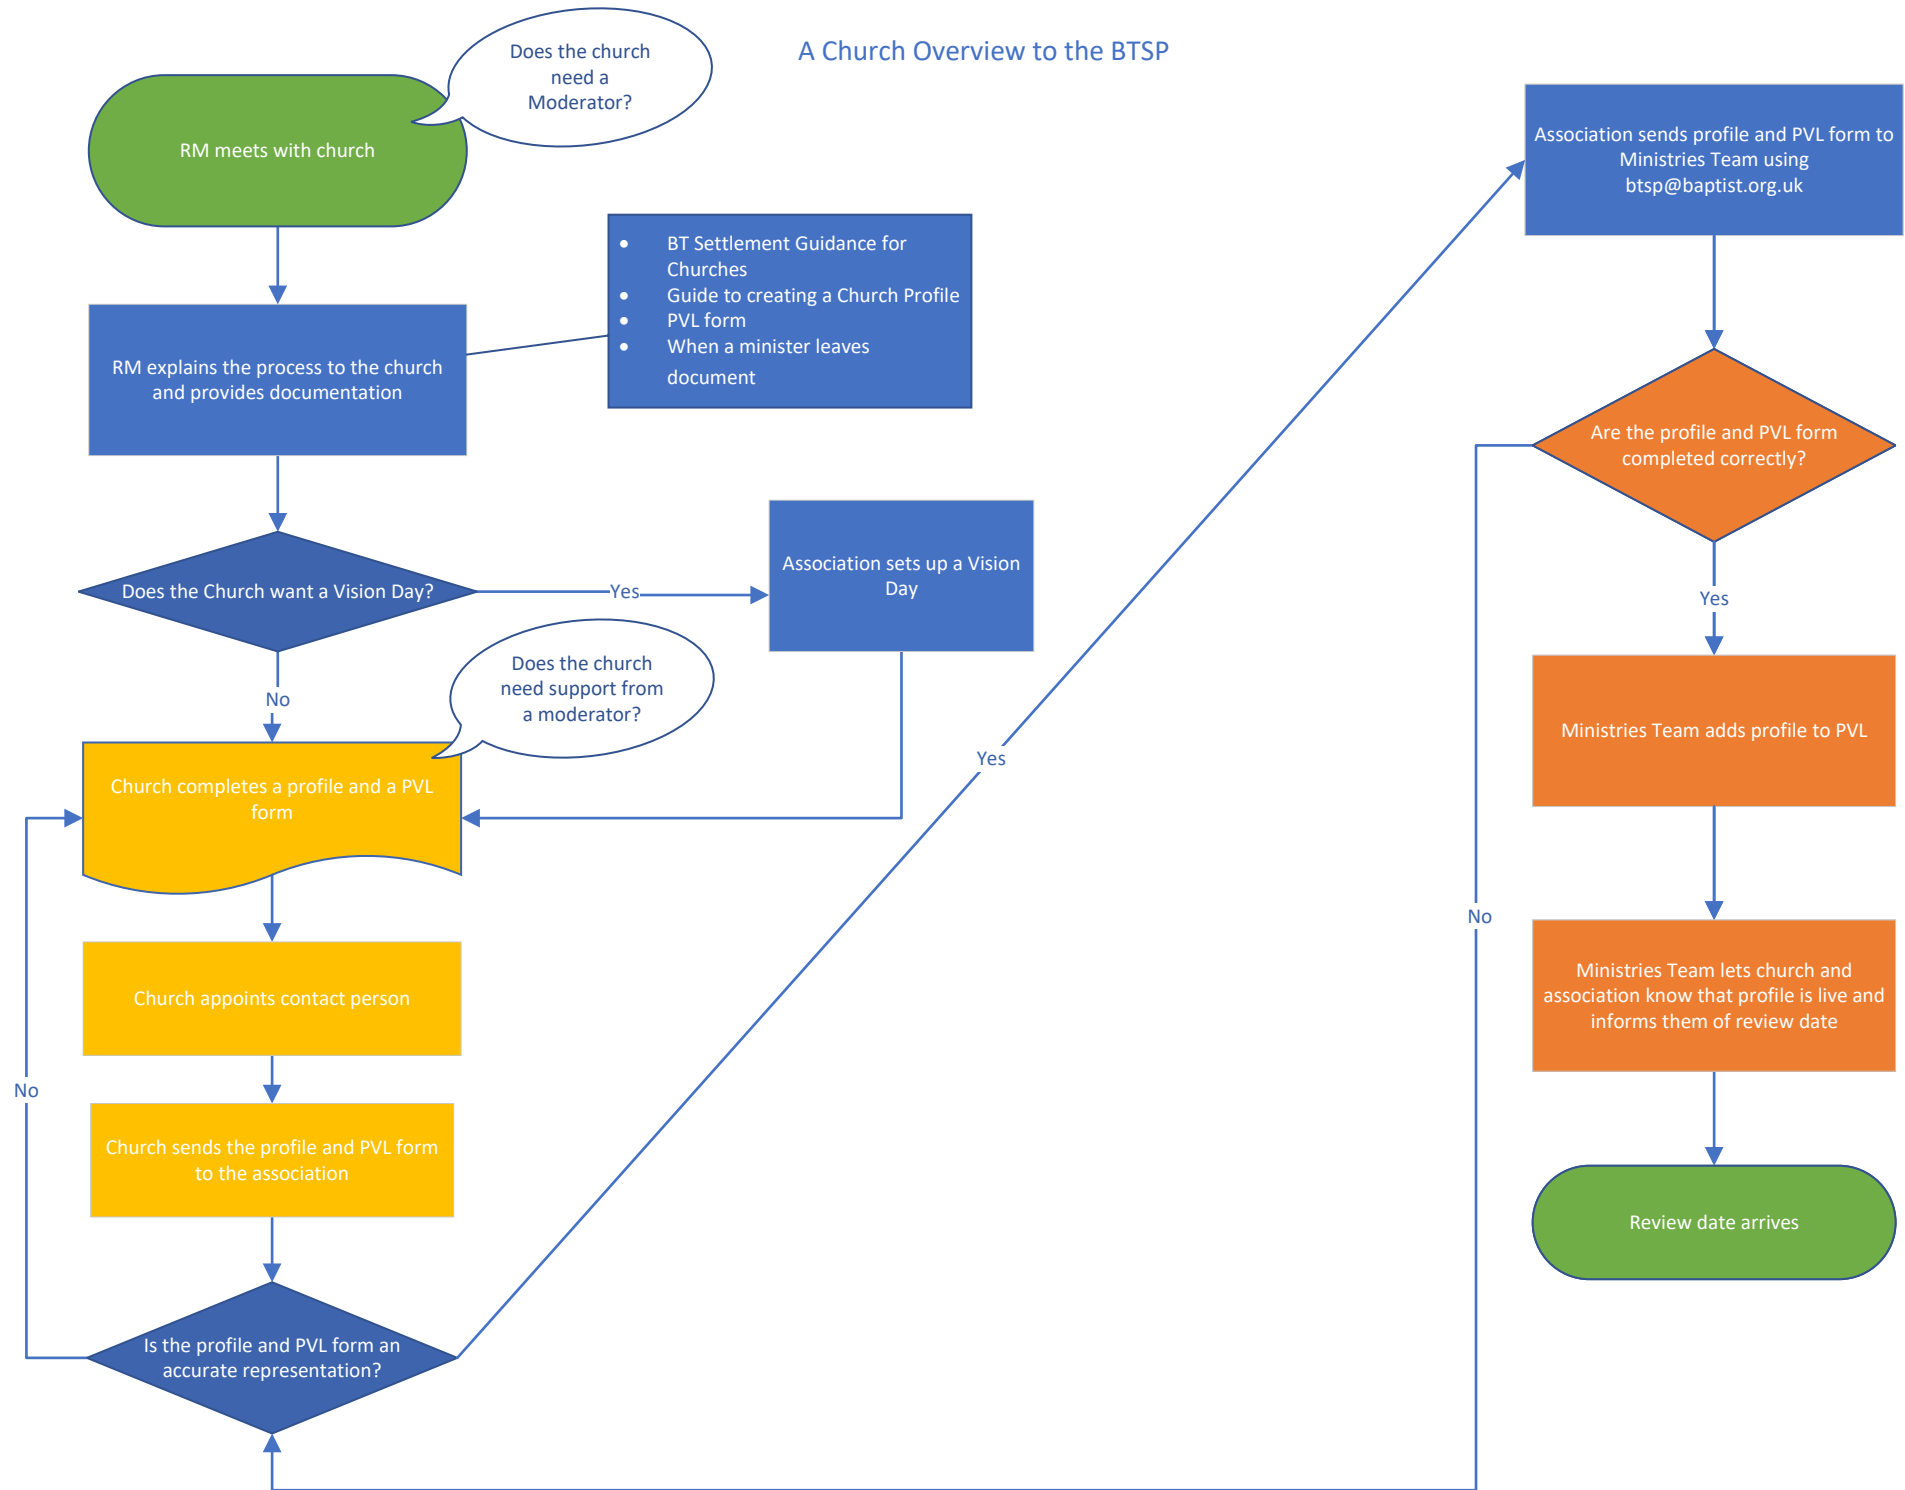 A Church Overview to the BTSP
Does the church
need a
Moderator?
RM meets with church
• BT Settlement Guidance for
Churches
• Guide to creating a Church Profile
• PVL form
• When a minister leaves
document
RM explains the process to the church
and provides documentation
Does the Church want a Vision Day?
Yes
Association sets up a Vision
Day
No
Does the church
need support from
a moderator?
Church completes a profile and a PVL
form
Church appoints contact person
No
Church sends the profile and PVL form
to the association
Is the profile and PVL form an
accurate representation?
Yes
Association sends profile and PVL form to
Ministries Team using
btsp@baptist.org.uk
Are the profile and PVL form
completed correctly?
Yes
No
Ministries Team adds profile to PVL
Ministries Team lets church and
association know that profile is live and
informs them of review date
Review date arrives